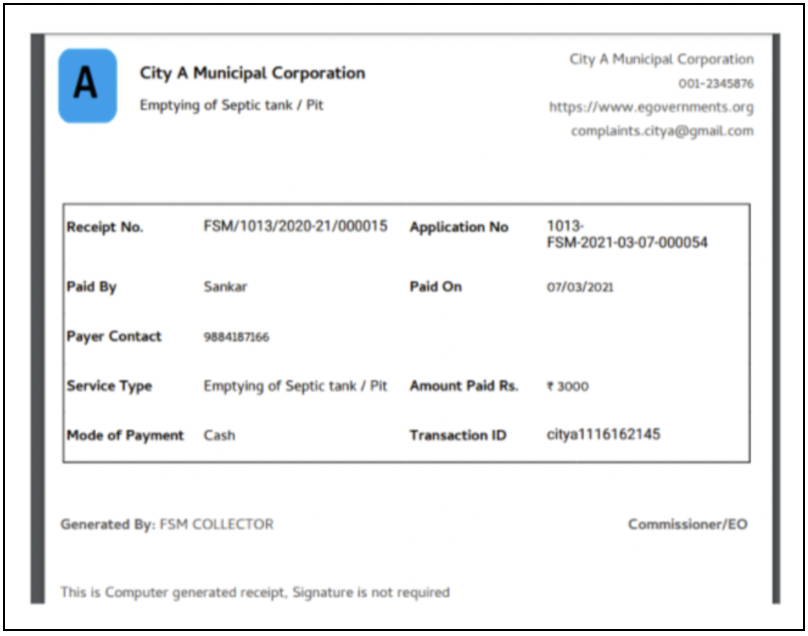 A
City A Municipal Corporation
Emptying of Septic tank / Pit
City A Municipal Corporation
001-2345876
https://www.egovernments.org
complaints.citya@gmail.com
Receipt No. FSM/1013/2020-21/000015 Application No 1013-
FSM-2021-03-07-000054
Paid By Sankar Paid On 07/03/2021
Payer Contact 9884187166
Service Type Emptying of Septic tank / Pit Amount Paid Rs. ₹ 3000
Mode of Payment Cash Transaction ID citya1116162145
Generated By: FSM COLLECTOR Commissioner/EO
This is Computer generated receipt, Signature is not required